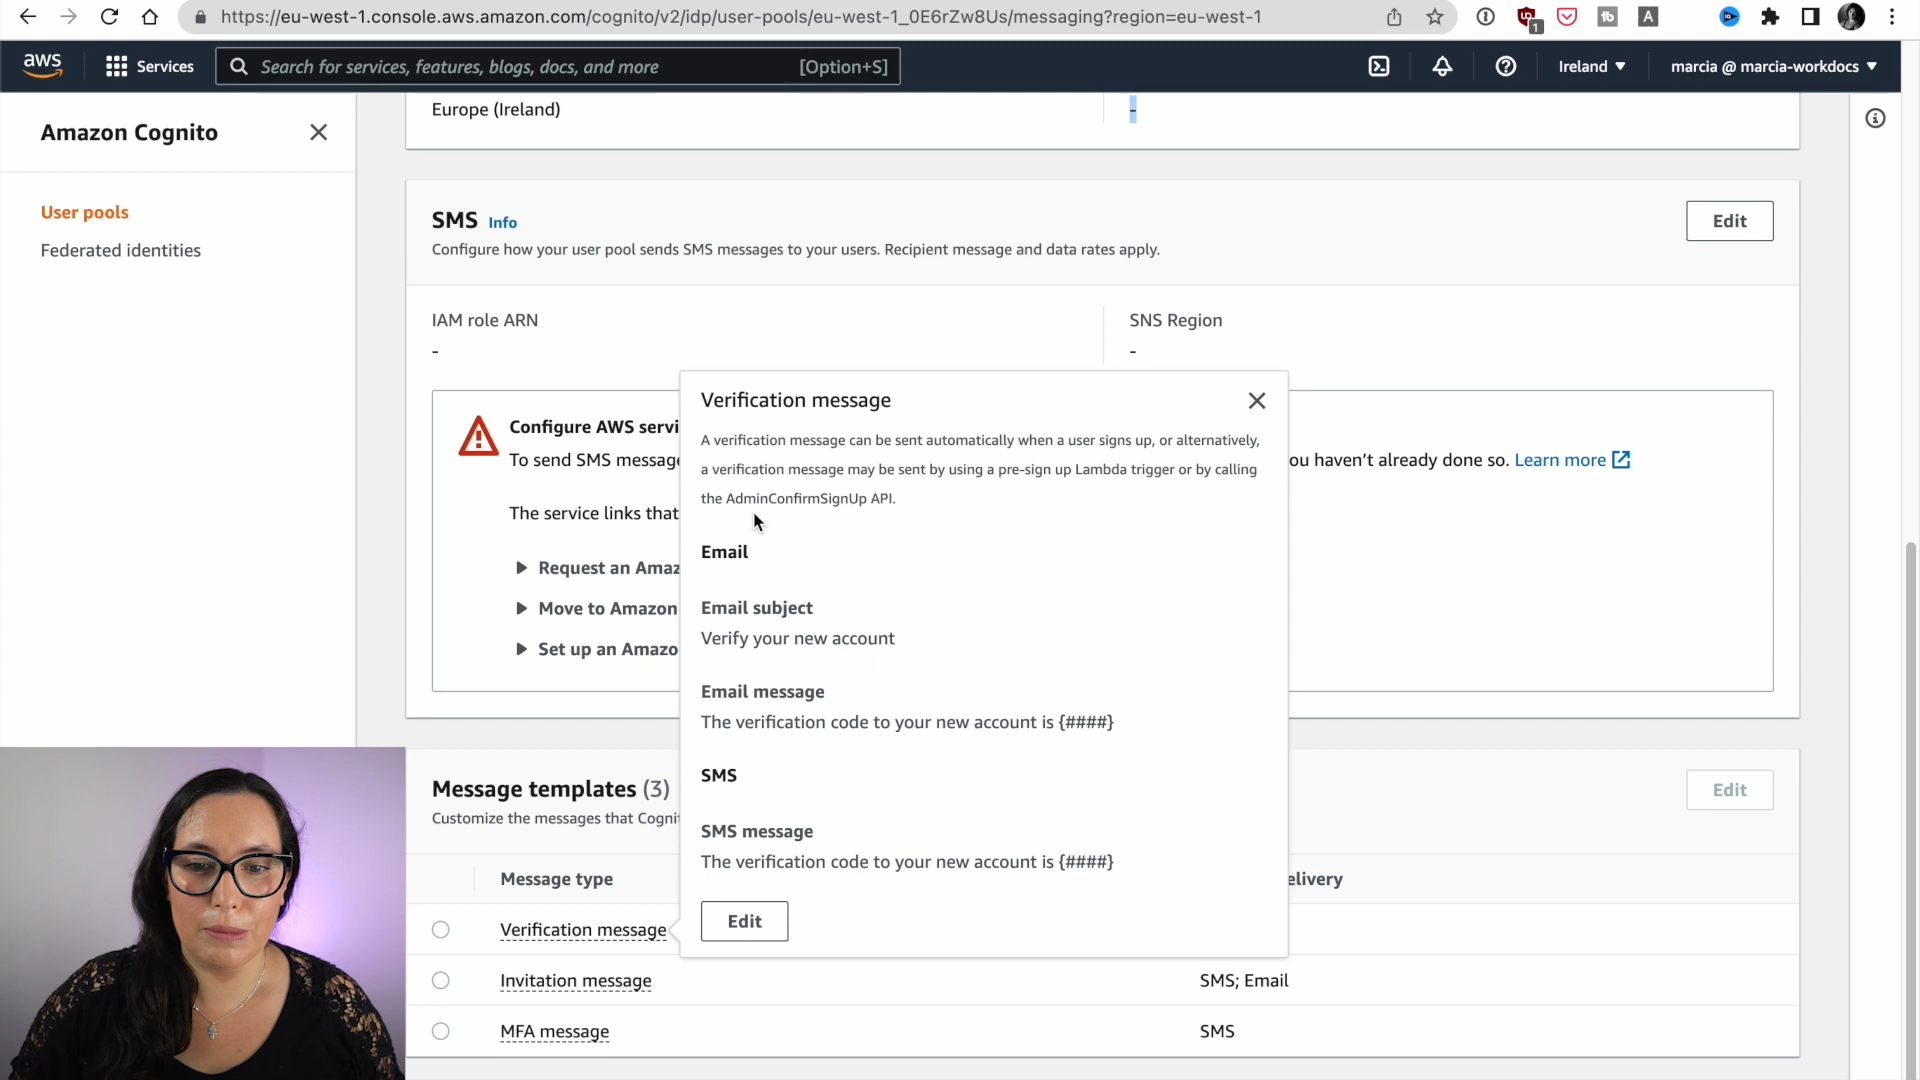 https://eu-west-1.console.aws.amazon.com/cognito/v2/idp/user-pools/eu-west-1_0E6rZw8Us/messaging?region=eu-west-1
1
A
aws
Services
Search for services, features, blogs, docs, and more
[Option+S]
Ireland
marcia @ marcia-workdocs
Amazon Cognito
User pools
Federated identities
Europe (Ireland)
-
SMS Info
Edit
Configure how your user pool sends SMS messages to your users. Recipient message and data rates apply.
IAM role ARN
-
SNS Region
-
Configure AWS servi
To send SMS message
ou haven't already done so. Learn more
The service links that
Request an Amaz
Move to Amazon
Set up an Amazo
Verification message
A verification message can be sent automatically when a user signs up, or alternatively,
a verification message may be sent by using a pre-sign up Lambda trigger or by calling
the AdminConfirmSignUp API.
Email
Email subject
Verify your new account
Email message
The verification code to your new account is {####}
SMS
SMS message
The verification code to your new account is {####}
Edit
Message templates (3)
Edit
Customize the messages that Cogni
Message type
elivery
Verification message
Invitation message
SMS; Email
MFA message
SMS